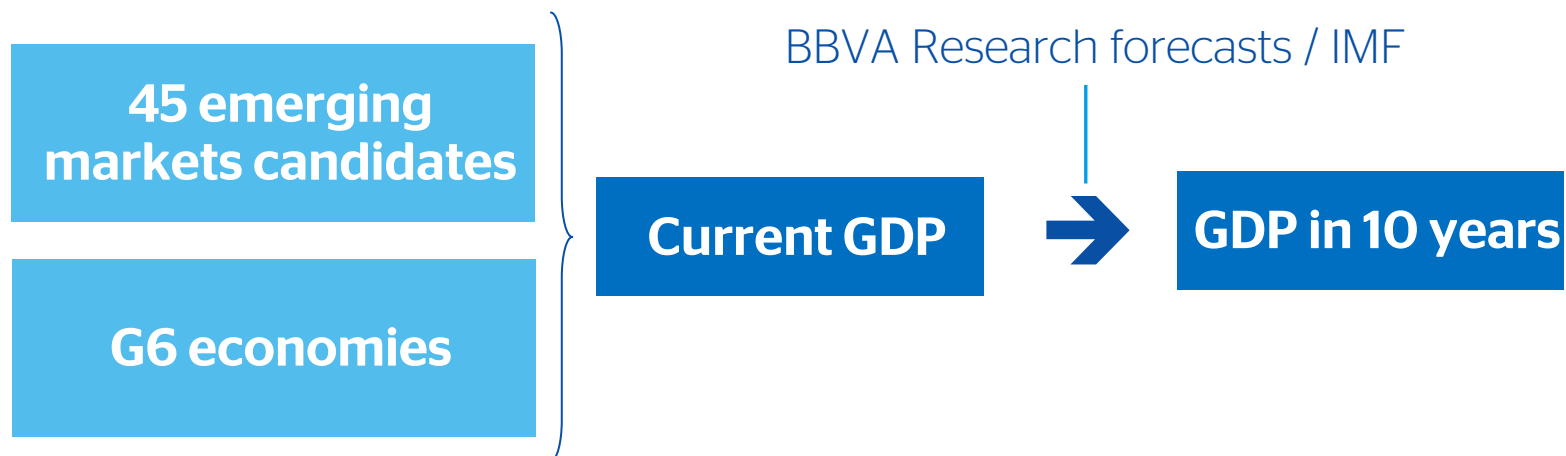 45 emerging
markets candidates
G6 economies
BBVA Research forecasts / IMF
Current GDP
GDP in 10 years